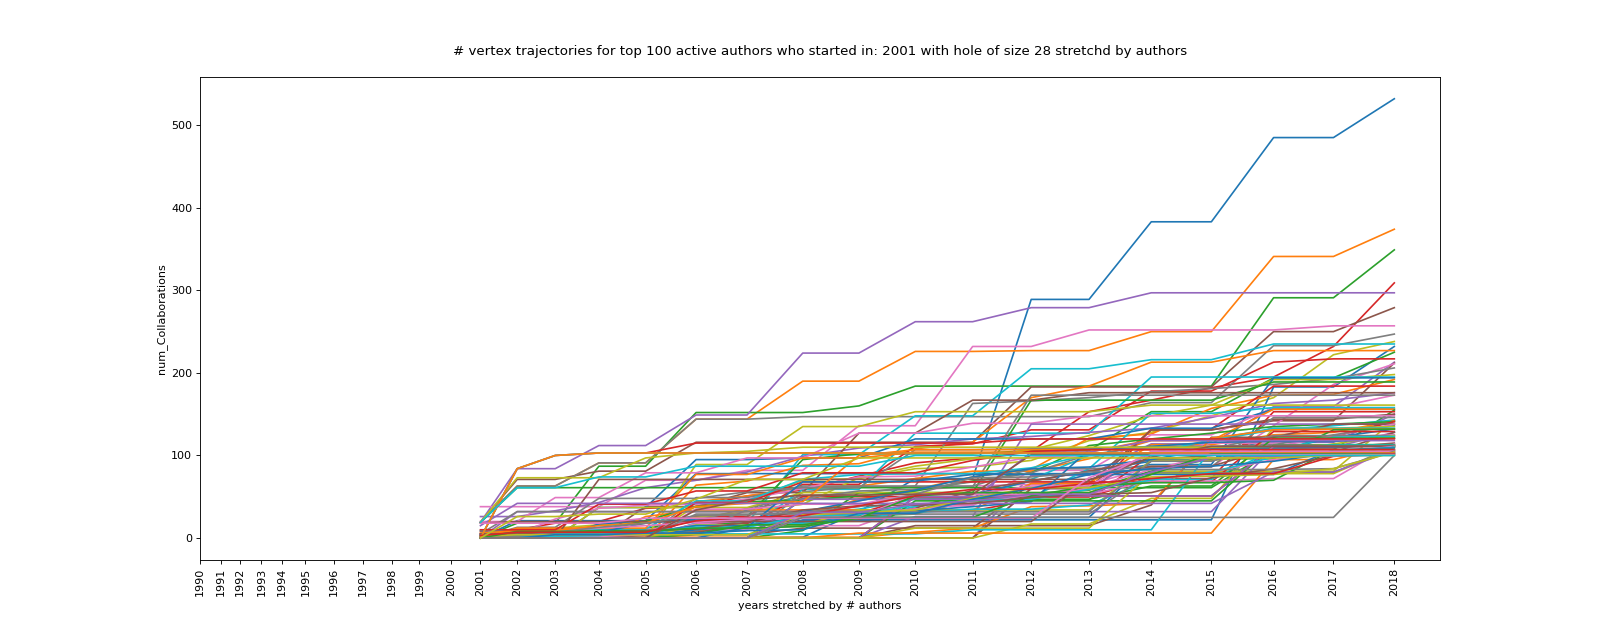 # vertex trajectories for top 100 active authors who started in: 2001 with hole of size 28 stretchd by authors
num_Collaborations
500
400
300
200
100
0
1990 1991 1992 1993 1994 1995 1996 1997 1998 1999 2000 2001 2002 2003 2004 2005 2006 2007 2008 2009 2010 2011 2012 2013 2014 2015 2016 2017 2018
years stretched by # authors